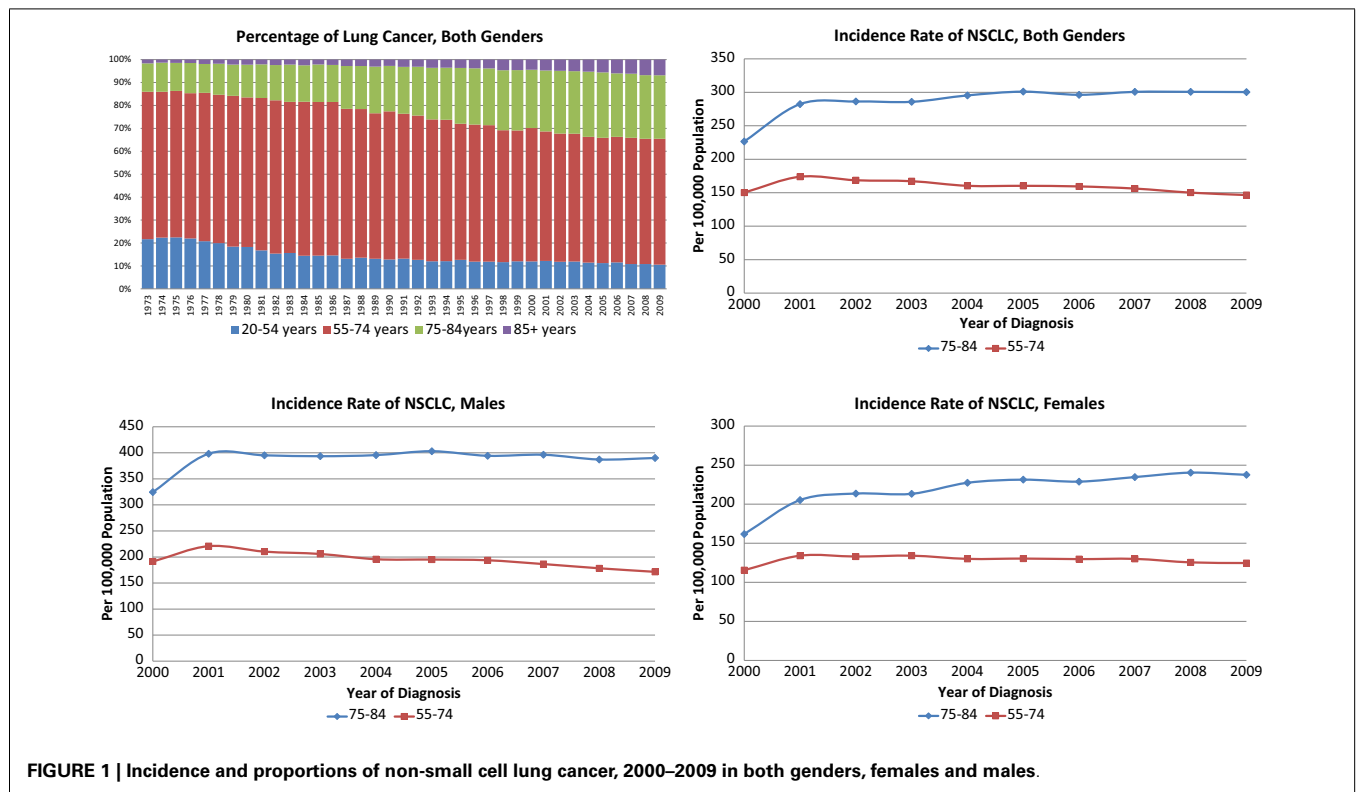 Percentage of Lung Cancer, Both Genders
100%
90%
80%
70%
60%
50%
40%
30%
20%
10%
0%
1973 1974 1975 1976 1977 1978 1979 1980 1981 1982 1983 1984 1985 1986 1987 1988 1989 1990 1991 1992 1993 1994 1995 1996 1997 1998 1999 2000 2001 2002 2003 2004 2005 2006 2007 2008 2009
20-54 years 55-74 years 75-84years 85+ years
Incidence Rate of NSCLC, Both Genders
Per 100,000 Population
350
300
250
200
150
100
50
0
2000 2001 2002 2003 2004 2005 2006 2007 2008 2009
Year of Diagnosis
75-84 55-74
Incidence Rate of NSCLC, Males
Per 100,000 Population
450
400
350
300
250
200
150
100
50
0
2000 2001 2002 2003 2004 2005 2006 2007 2008 2009
Year of Diagnosis
75-84 55-74
Incidence Rate of NSCLC, Females
Per 100,000 Population
300
250
200
150
100
50
0
2000 2001 2002 2003 2004 2005 2006 2007 2008 2009
Year of Diagnosis
75-84 55-74
FIGURE 1 | Incidence and proportions of non-small cell lung cancer, 2000–2009 in both genders, females and males.